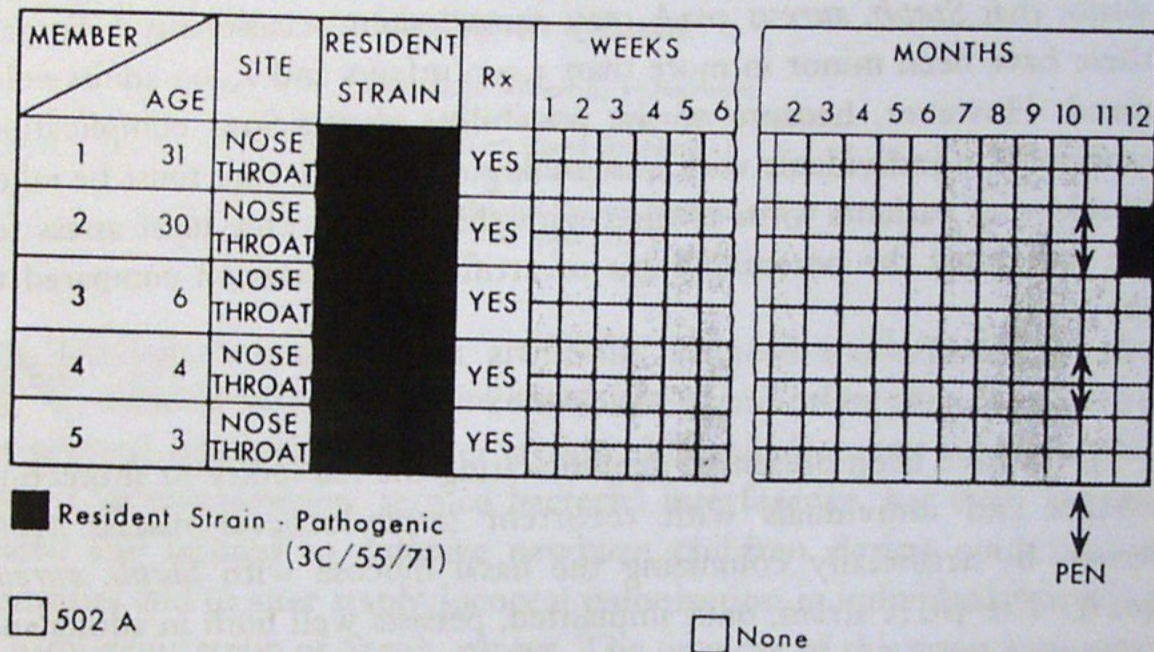 MEMBER
AGE
SITE
RESIDENT
STRAIN
Rx
WEEKS
1 2 3 4 5 6
MONTHS
2 3 4 5 6 7 8 9 10 11 12
1 31 NOSE
THROAT YES
2 30 NOSE
THROAT YES
3 6 NOSE
THROAT YES
4 4 NOSE
THROAT YES
5 3 NOSE
THROAT YES
Resident Strain - Pathogenic
(3C/55/71)
PEN
502 A
None